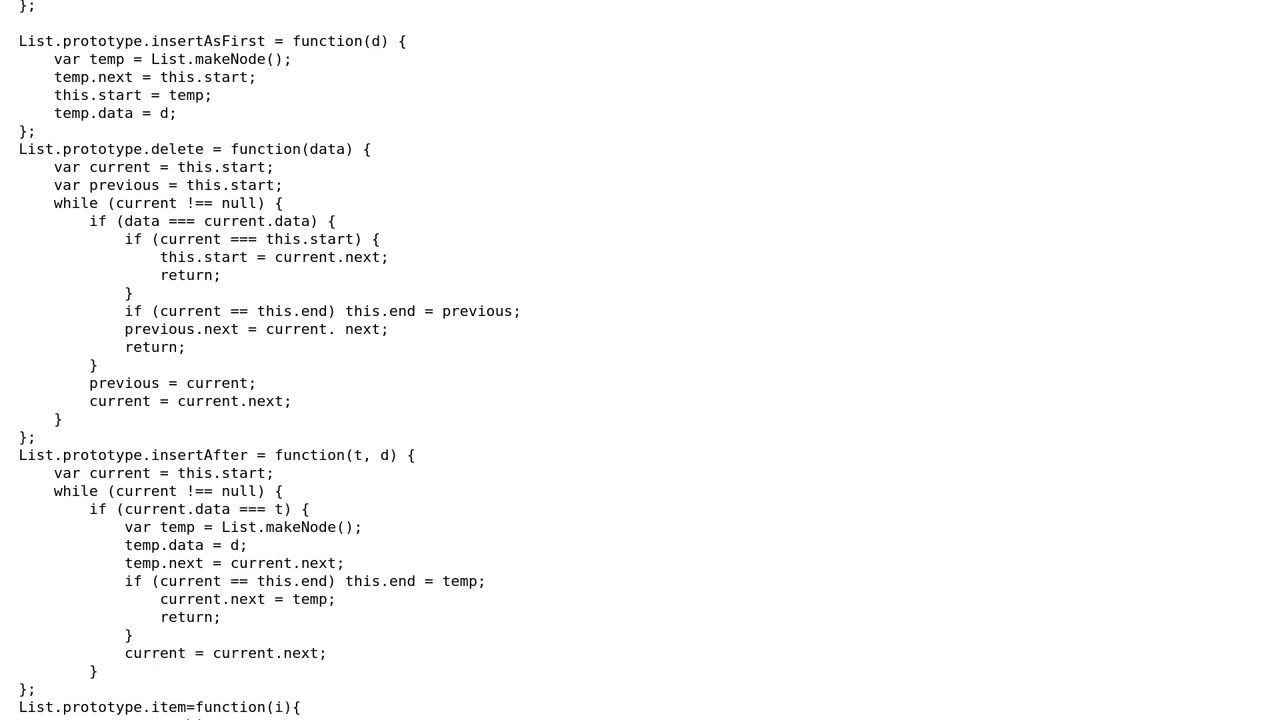 };
List.prototype.insertAsFirst = function(d) {
    var temp = List.makeNode();
    temp.next = this.start;
    this.start = temp;
    temp.data = d;
};
List.prototype.delete = function(data) {
    var current = this.start;
    var previous = this.start;
    while (current !== null) {
        if (data === current.data) {
            if (current === this.start) {
                this.start = current.next;
                return;
            }
            if (current == this.end) this.end = previous;
            previous.next = current. next;
            return;
        }
        previous = current;
        current = current.next;
    }
};
List.prototype.insertAfter = function(t, d) {
    var current = this.start;
    while (current !== null) {
        if (current.data === t) {
            var temp = List.makeNode();
            temp.data = d;
            temp.next = current.next;
            if (current == this.end) this.end = temp;
                current.next = temp;
                return;
            }
            current = current.next;
        }
};
List.prototype.item=function(i){